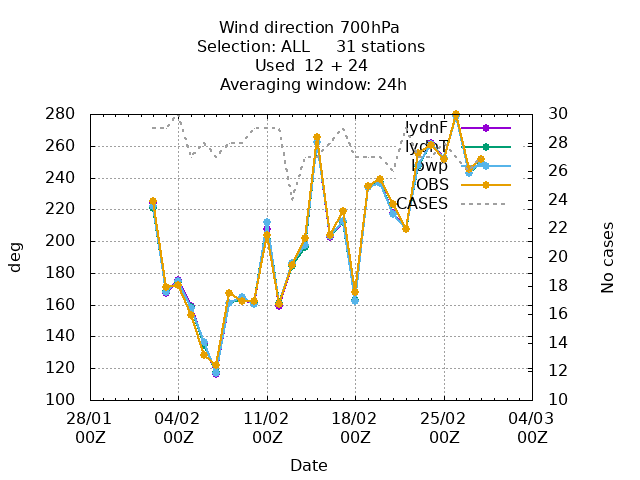 Wind direction 700hPa
Selection: ALL 31 stations
Used 12 + 24
Averaging window: 24h
280
260
240
220
200
180
160
140
120
100
deg
30
28
26
24
22
20
18
16
14
12
10
No cases
lydnF
lydnT
lowp
OBS
CASES
28/01 04/02 11/02 18/02 25/02 04/03
00Z 00Z 00Z 00Z 00Z 00Z
Date